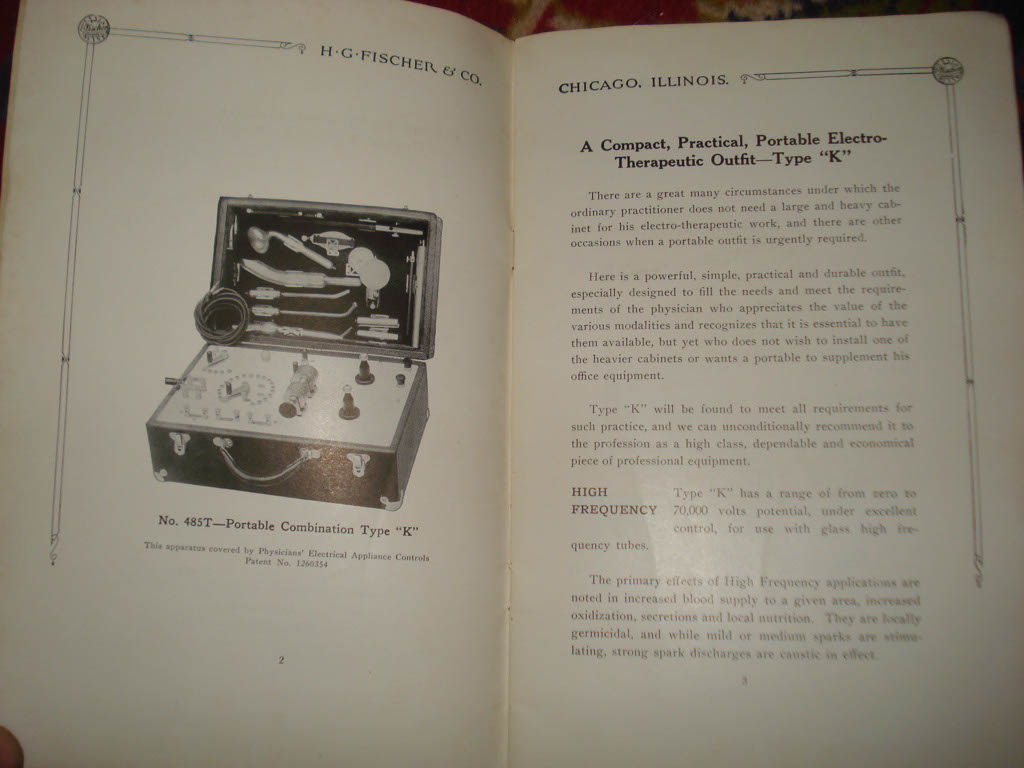 Fischer
H·G·FISCHER & CO.
No. 485T—Portable Combination Type "K"
This apparatus covered by Physicians' Electrical Appliance Controls
Patent No. 1260354
2
CHICAGO, ILLINOIS.
A Compact, Practical, Portable Electro-
Therapeutic Outfit—Type "K"
There are a great many circumstances under which the
ordinary practitioner does not need a large and heavy cab-
inet for his electro-therapeutic work, and there are other
occasions when a portable outfit is urgently required.
Here is a powerful, simple, practical and durable outfit,
especially designed to fill the needs and meet the require-
ments of the physician who appreciates the value of the
various modalities and recognizes that it is essential to have
them available, but yet who does not wish to install one of
the heavier cabinets or wants a portable to supplement his
office equipment.
Type "K" will be found to meet all requirements for
such practice, and we can unconditionally recommend it to
the profession as a high class, dependable and economical
piece of professional equipment.
HIGH Type "K" has a range of from zero to
FREQUENCY 70,000 volts potential, under excellent
control, for use with glass high fre-
quency tubes.
The primary effects of High Frequency applications are
noted in increased blood supply to a given area, increased
oxidization, secretions and local nutrition. They are locally
germicidal, and while mild or medium sparks are stimu-
lating, strong spark discharges are caustic in effect.
3